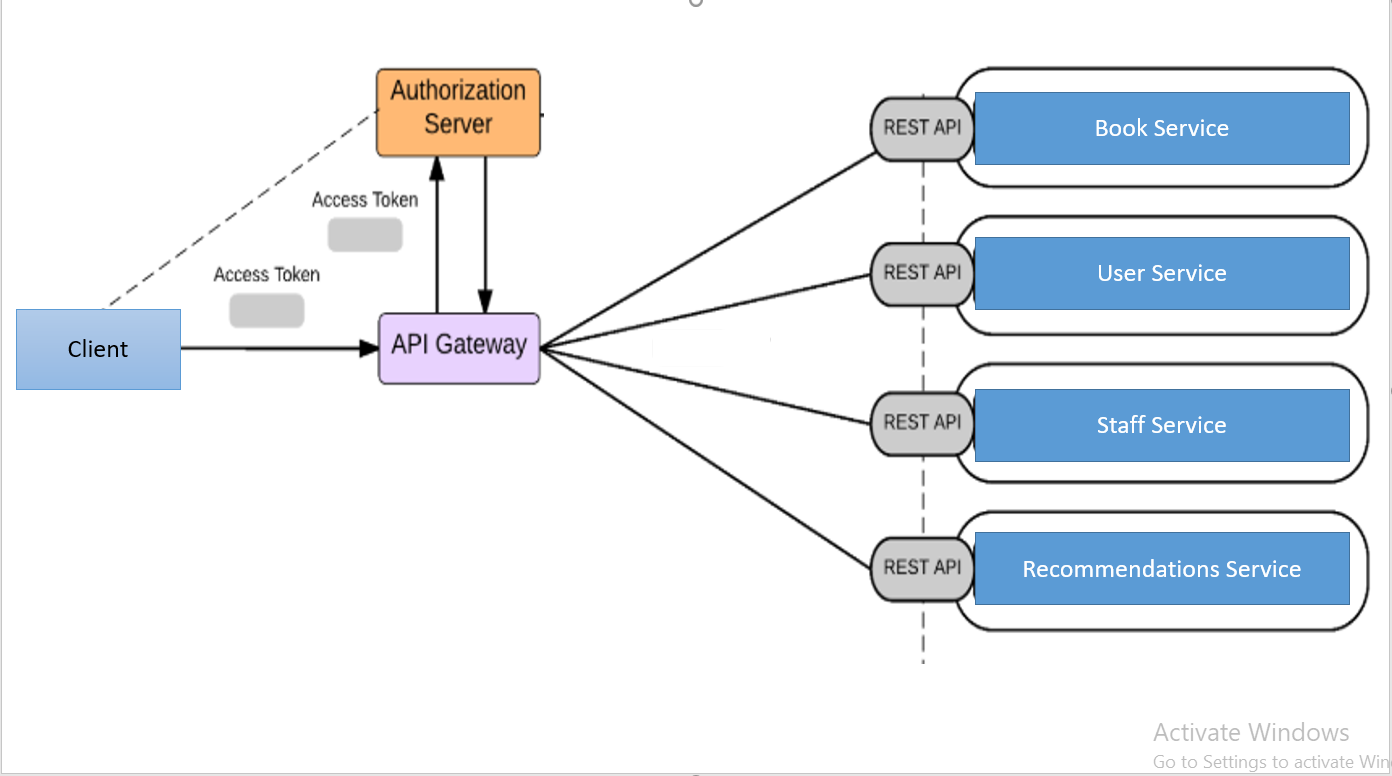 Authorization
Server
Access Token
Access Token
Client
API Gateway
REST API
Book Service
REST API
User Service
REST API
Staff Service
REST API
Recommendations Service
Activate Windows
Go to Settings to activate Win